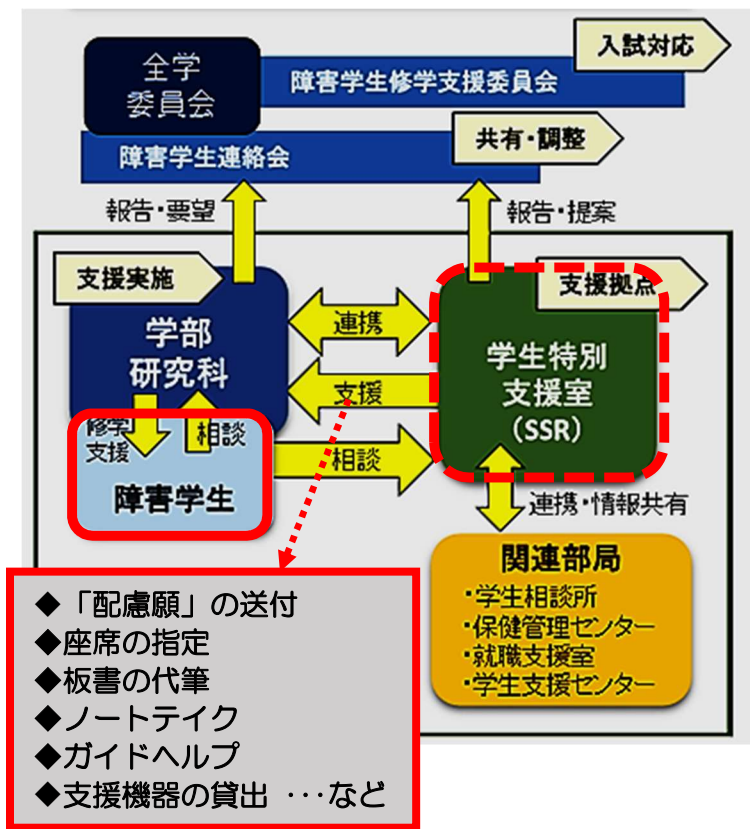 全学
委員会
入試対応
障害学生修学支援委員会
共有・調整
障害学生連絡会
報告・要望
報告・提案
支援実施
支援拠点
学部
研究科
連携
学生特別
支援室
（SSR）
支援
修学
支援
相談
相談
障害学生
連携・情報共有
関連部局
・学生相談所
・保健管理センター
・就職支援室
・学生支援センター
◆「配慮願」の送付
◆座席の指定
◆板書の代筆
◆ノートテイク
◆ガイドヘルプ
◆支援機器の貸出 ･･･など